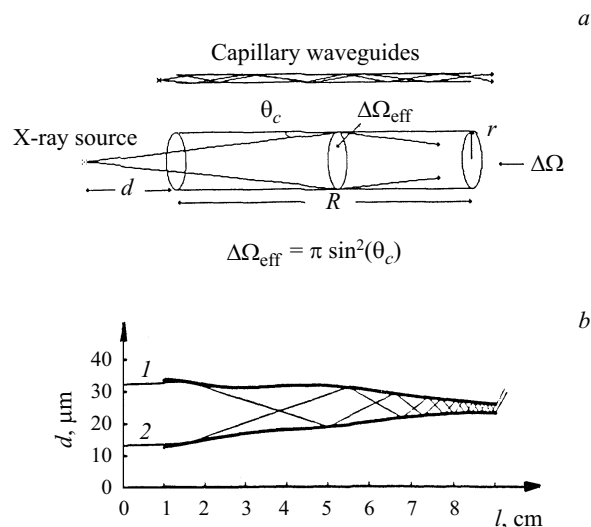 a
Capillary waveguides
θc
ΔΩeff
X-ray source
r
ΔΩ
d
R
ΔΩeff = π sin²(θc)
b
40
1
30
d, μm
20
2
10
0
0 1 2 3 4 5 6 7 8
l, cm